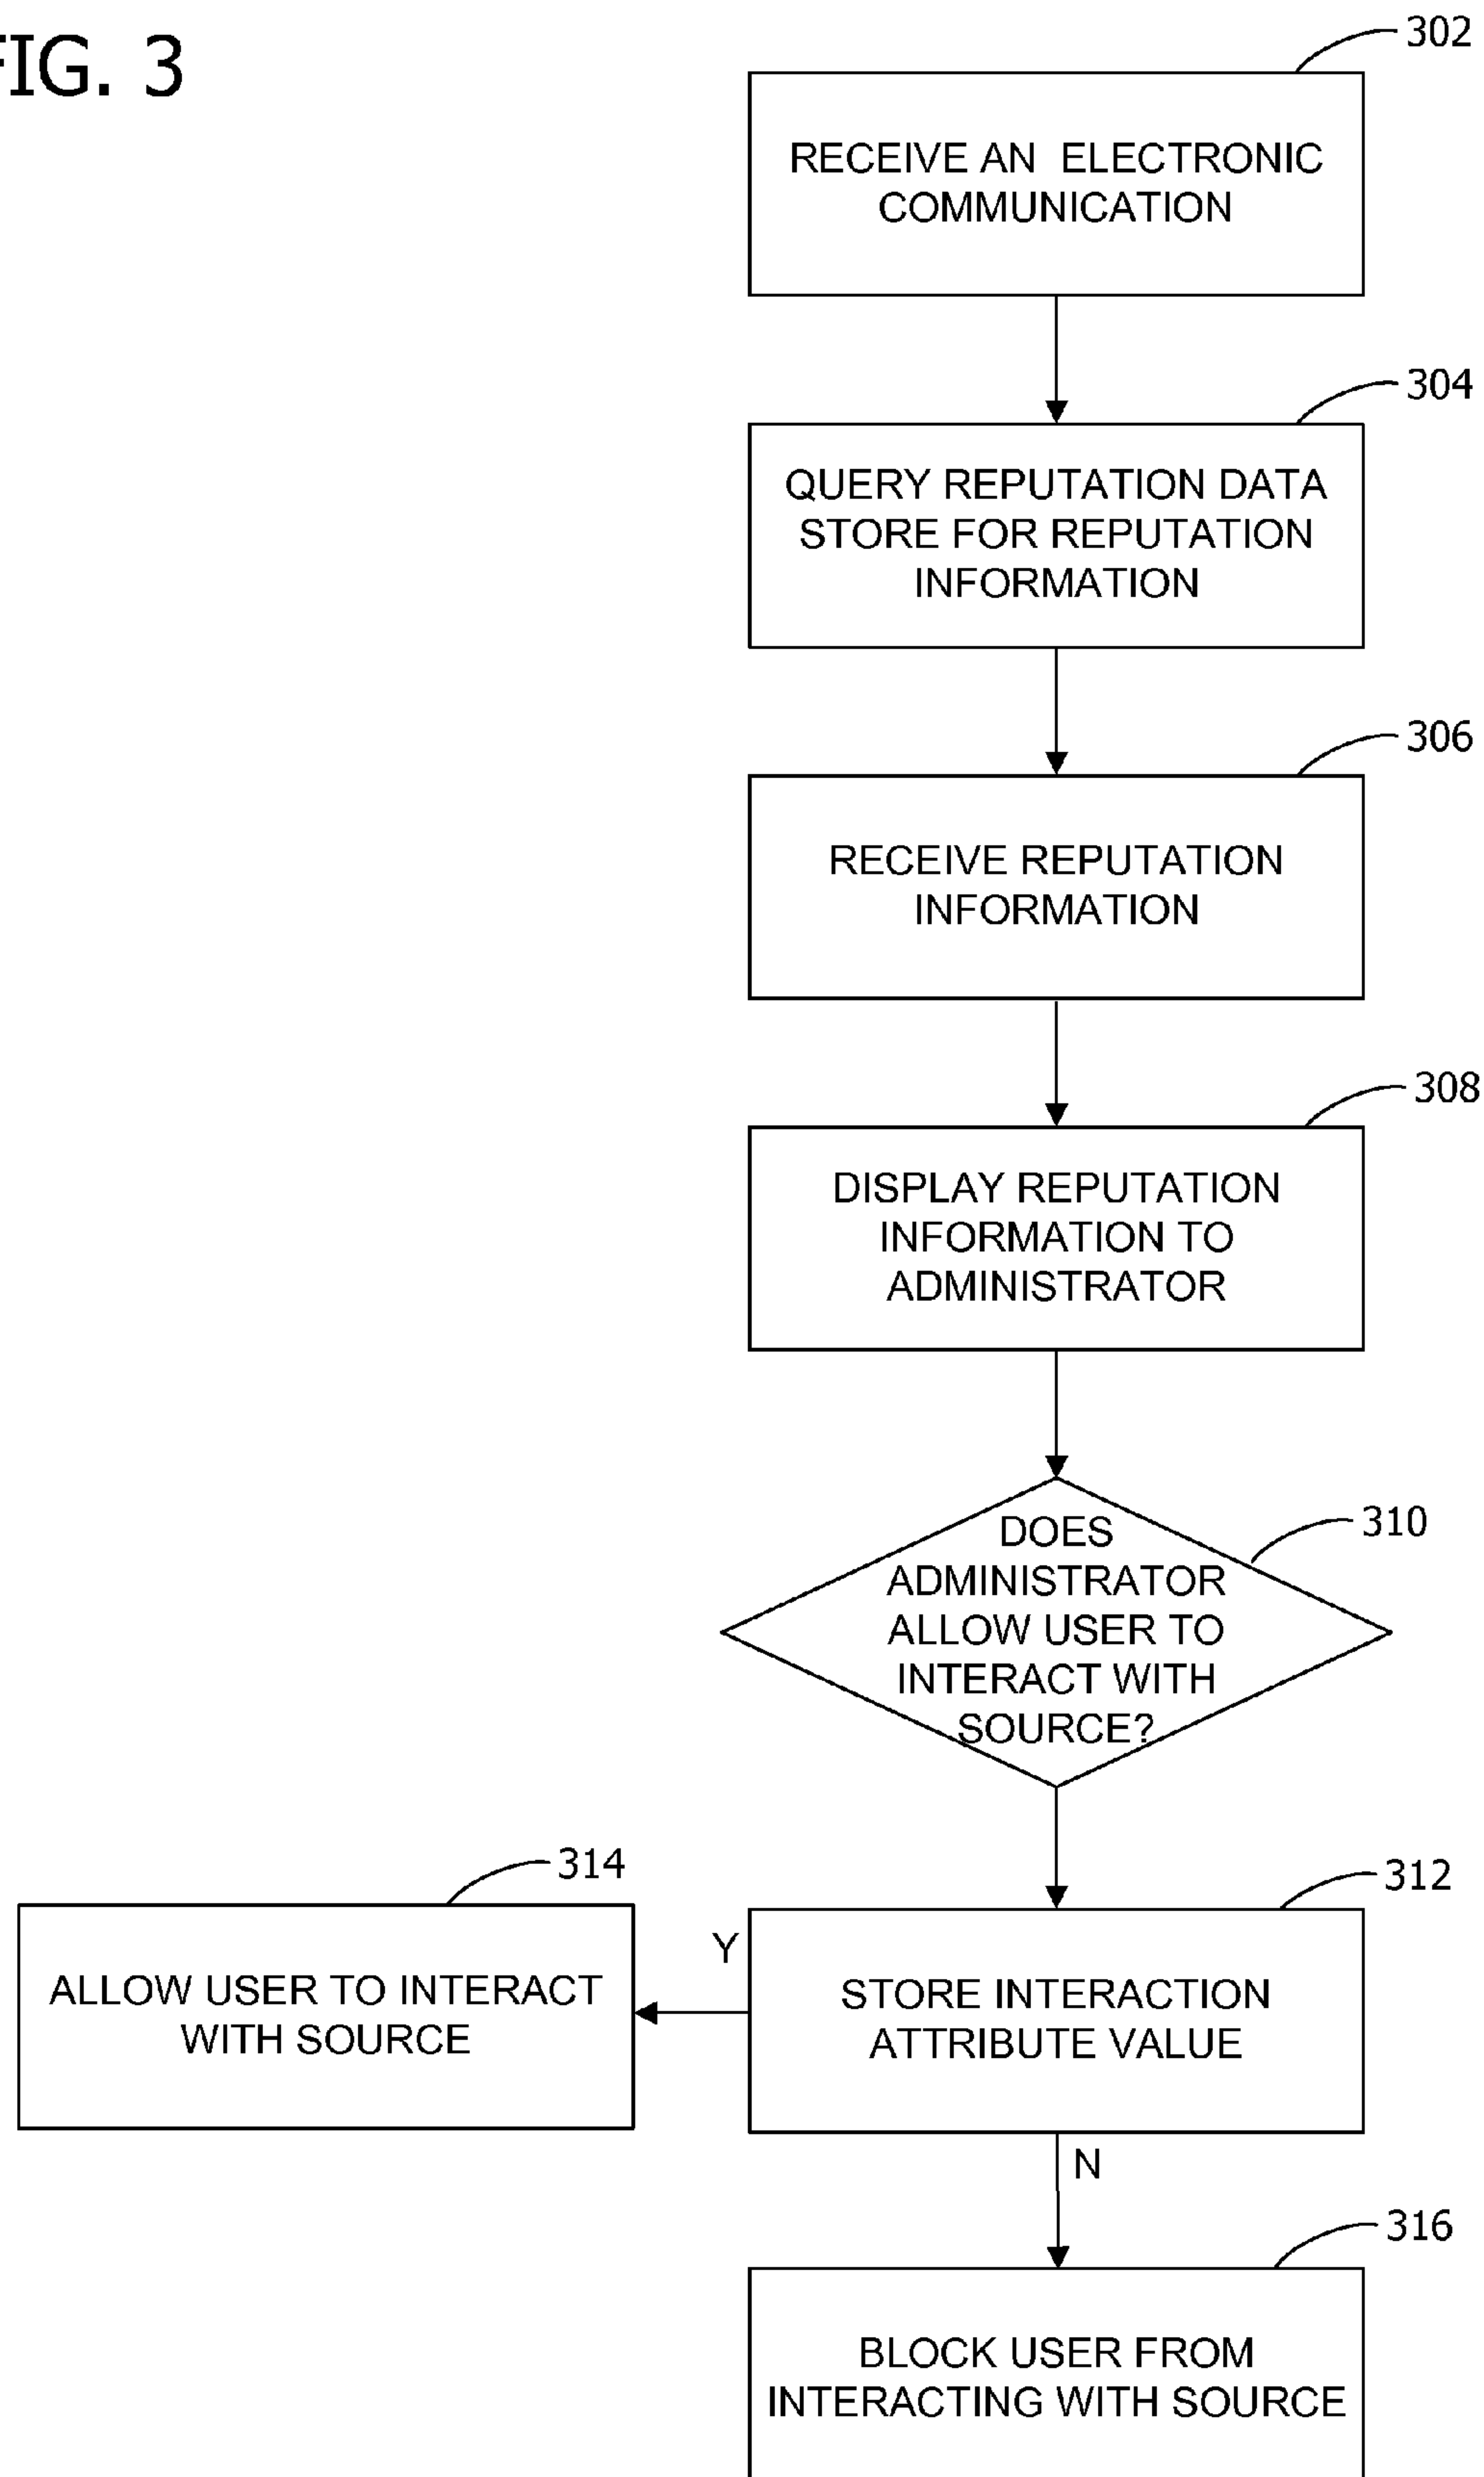 FIG. 3
302
RECEIVE AN ELECTRONIC
COMMUNICATION
304
QUERY REPUTATION DATA
STORE FOR REPUTATION
INFORMATION
306
RECEIVE REPUTATION
INFORMATION
308
DISPLAY REPUTATION
INFORMATION TO
ADMINISTRATOR
310
DOES
ADMINISTRATOR
ALLOW USER TO
INTERACT WITH
SOURCE?
314
312
ALLOW USER TO INTERACT
WITH SOURCE
Y
STORE INTERACTION
ATTRIBUTE VALUE
N
316
BLOCK USER FROM
INTERACTING WITH SOURCE